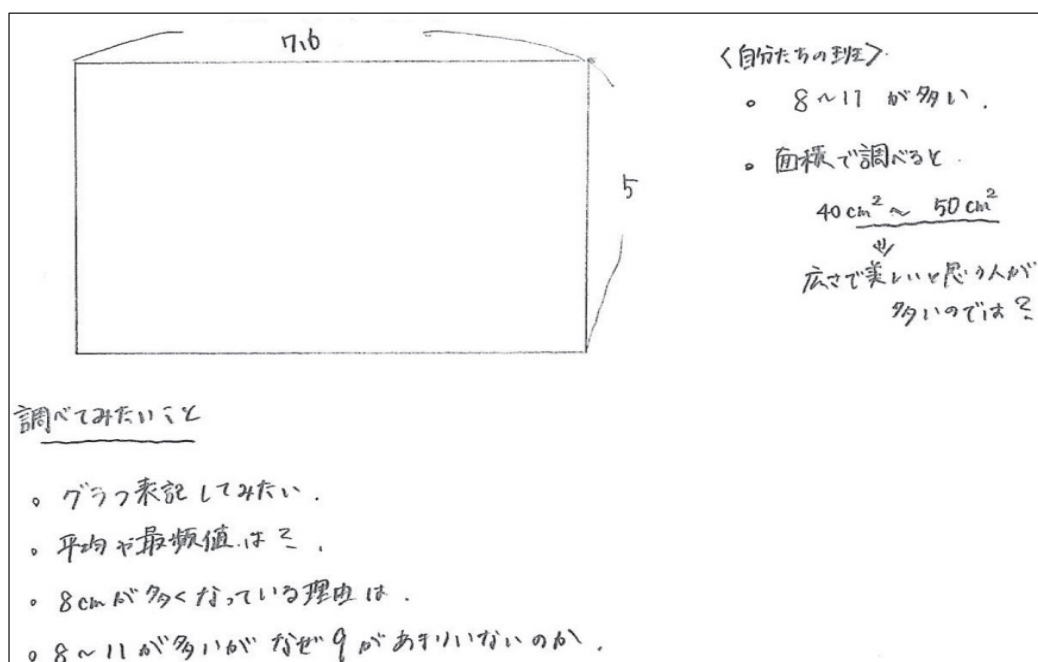 7.6
5
〈自分たちの班〉
。 8〜11 が多い.
。 面積で調べると.
40cm²〜 50cm²
広さで美しいと思う人が
多いのでは？
調べてみたいこと
。 グラフ表記してみたい.
。 平均や最頻値は？.
。 8cmが多くなっている理由は.
。 8〜11が多いが なぜ9があまりいないのか.